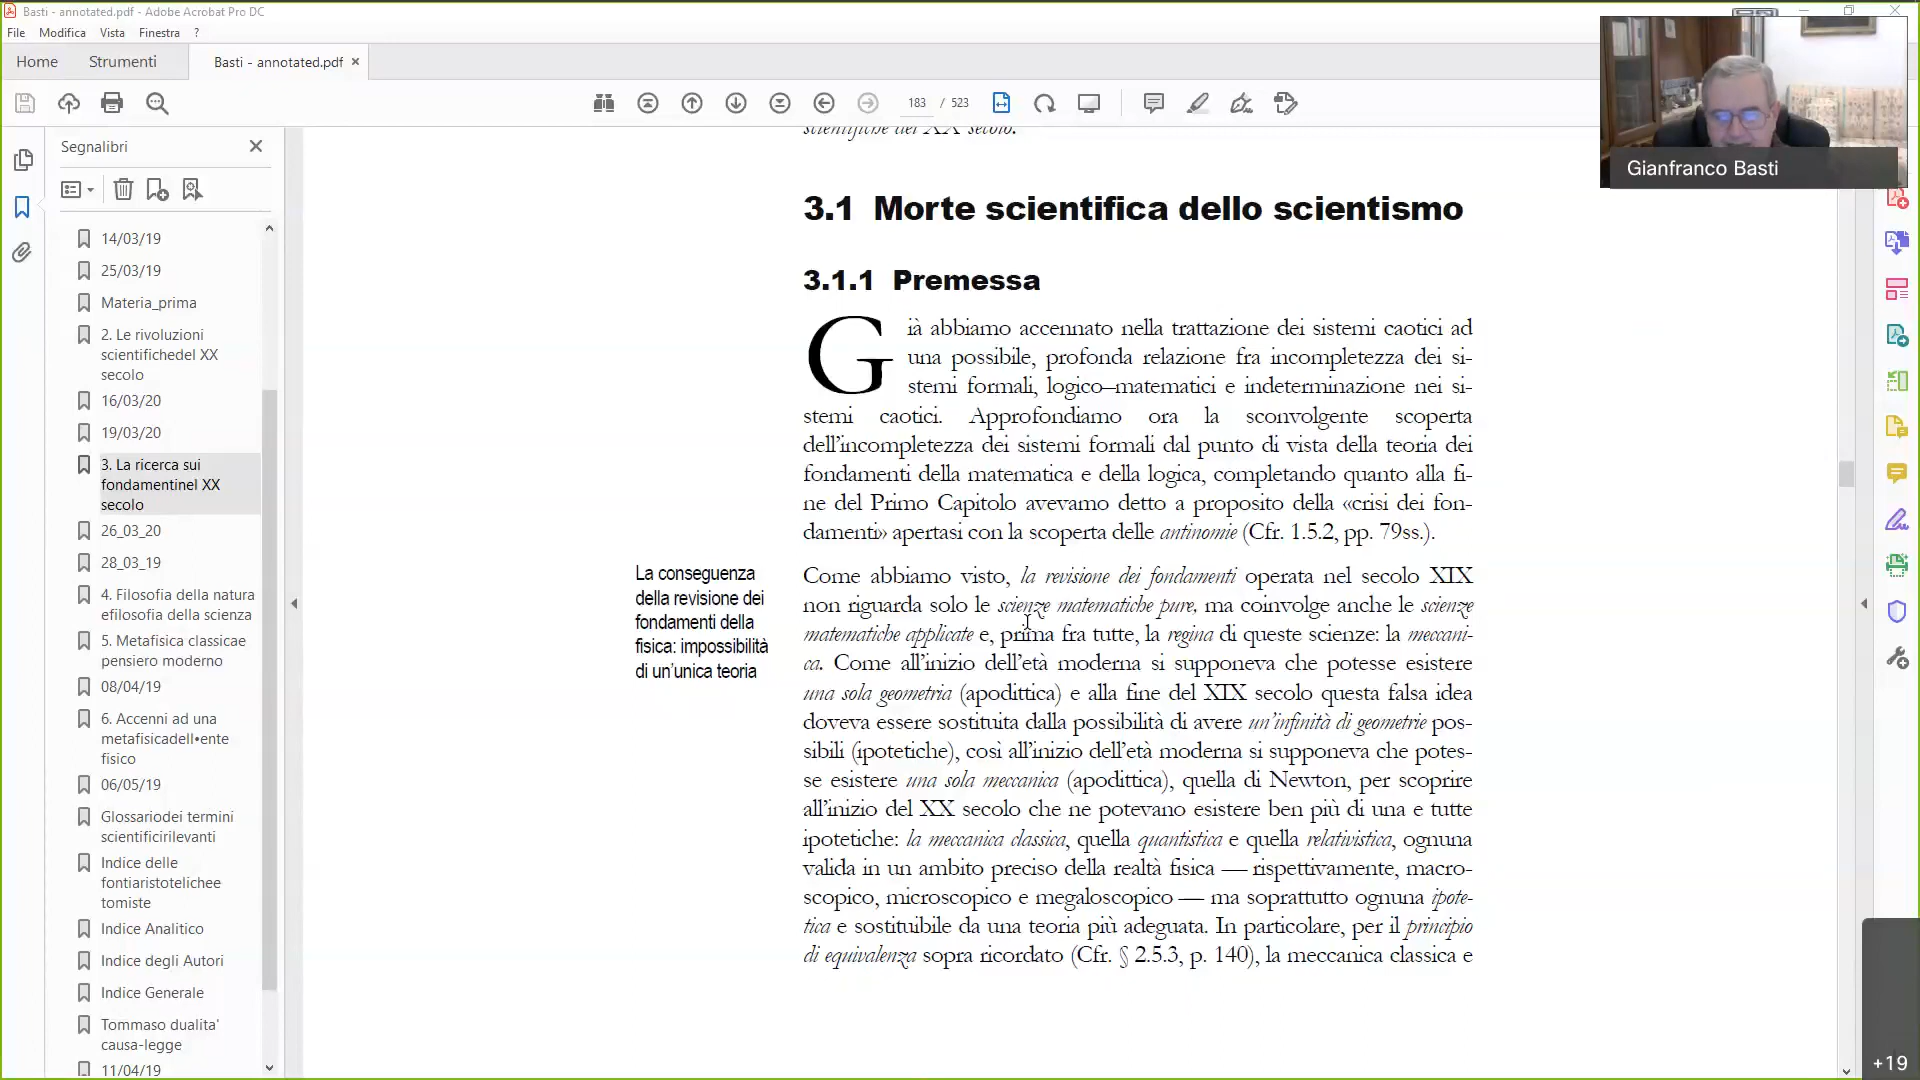 Basti - annotated.pdf - Adobe Acrobat Pro DC
File Modifica Vista Finestra ?
Home Strumenti Basti - annotated.pdf ×
183 / 523
Gianfranco Basti
Segnalibri
14/03/19
25/03/19
Materia_prima
2. Le rivoluzioni
scientifichedel XX
secolo
16/03/20
19/03/20
3. La ricerca sui
fondamentinel XX
secolo
26_03_20
28_03_19
4. Filosofia della natura
efilosofia della scienza
5. Metafisica classicae
pensiero moderno
08/04/19
6. Accenni ad una
metafisicadell•ente
fisico
06/05/19
Glossariodei termini
scientificirilevanti
Indice delle
fontiaristotelichee
tomiste
Indice Analitico
Indice degli Autori
Indice Generale
Tommaso dualita'
causa-legge
11/04/19
scientifiche del XX secolo.
3.1 Morte scientifica dello scientismo
3.1.1 Premessa
Già abbiamo accennato nella trattazione dei sistemi caotici ad
una possibile, profonda relazione fra incompletezza dei si-
stemi formali, logico–matematici e indeterminazione nei si-
stemi caotici. Approfondiamo ora la sconvolgente scoperta
dell'incompletezza dei sistemi formali dal punto di vista della teoria dei
fondamenti della matematica e della logica, completando quanto alla fi-
ne del Primo Capitolo avevamo detto a proposito della «crisi dei fon-
damenti» apertasi con la scoperta delle antinomie (Cfr. 1.5.2, pp. 79ss.).
La conseguenza
della revisione dei
fondamenti della
fisica: impossibilità
di un'unica teoria
Come abbiamo visto, la revisione dei fondamenti operata nel secolo XIX
non riguarda solo le scienze matematiche pure, ma coinvolge anche le scienze
matematiche applicate e, prima fra tutte, la regina di queste scienze: la meccani-
ca. Come all'inizio dell'età moderna si supponeva che potesse esistere
una sola geometria (apodittica) e alla fine del XIX secolo questa falsa idea
doveva essere sostituita dalla possibilità di avere un'infinità di geometrie pos-
sibili (ipotetiche), così all'inizio dell'età moderna si supponeva che potes-
se esistere una sola meccanica (apodittica), quella di Newton, per scoprire
all'inizio del XX secolo che ne potevano esistere ben più di una e tutte
ipotetiche: la meccanica classica, quella quantistica e quella relativistica, ognuna
valida in un ambito preciso della realtà fisica — rispettivamente, macro-
scopico, microscopico e megaloscopico — ma soprattutto ognuna ipote-
tica e sostituibile da una teoria più adeguata. In particolare, per il principio
di equivalenza sopra ricordato (Cfr. § 2.5.3, p. 140), la meccanica classica e
+19